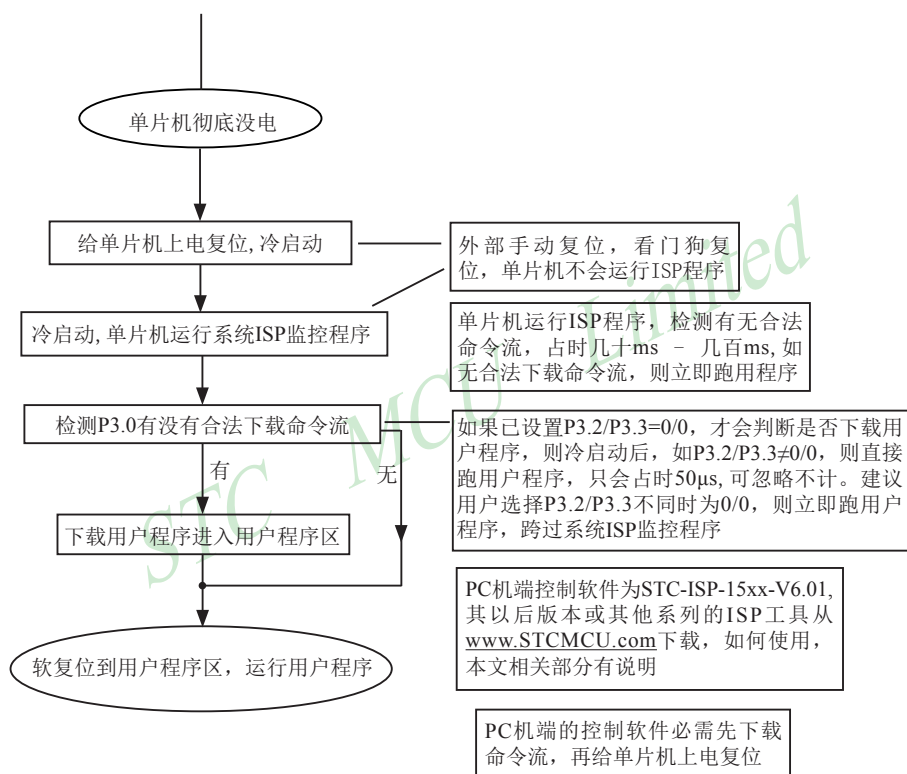 单片机彻底没电
给单片机上电复位,冷启动
外部手动复位，看门狗复
位，单片机不会运行ISP程序
冷启动,单片机运行系统ISP监控程序
单片机运行ISP程序，检测有无合法
命令流，占时几十ms － 几百ms,如
无合法下载命令流，则立即跑用程序
检测P3.0有没有合法下载命令流
如果已设置P3.2/P3.3=0/0，才会判断是否下载用
户程序，则冷启动后，如P3.2/P3.3≠0/0，则直接
跑用户程序，只会占时50μs,可忽略不计。建议
用户选择P3.2/P3.3不同时为0/0，则立即跑用户
程序，跨过系统ISP监控程序
有
无
下载用户程序进入用户程序区
PC机端控制软件为STC-ISP-15xx-V6.01,
其以后版本或其他系列的ISP工具从
www.STCMCU.com下载，如何使用，
本文相关部分有说明
软复位到用户程序区，运行用户程序
PC机端的控制软件必需先下载
命令流，再给单片机上电复位
STC MCU Limited